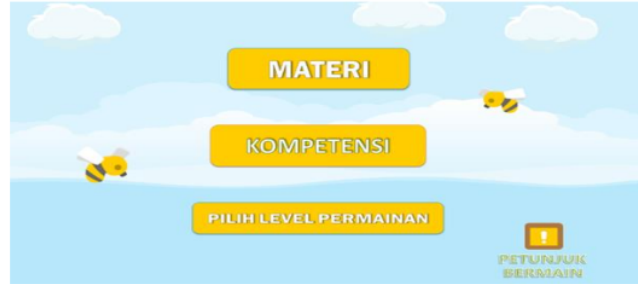 MATERI
KOMPETENSI
PILIH LEVEL PERMAINAN
!
PETUNJUK
BERMAIN